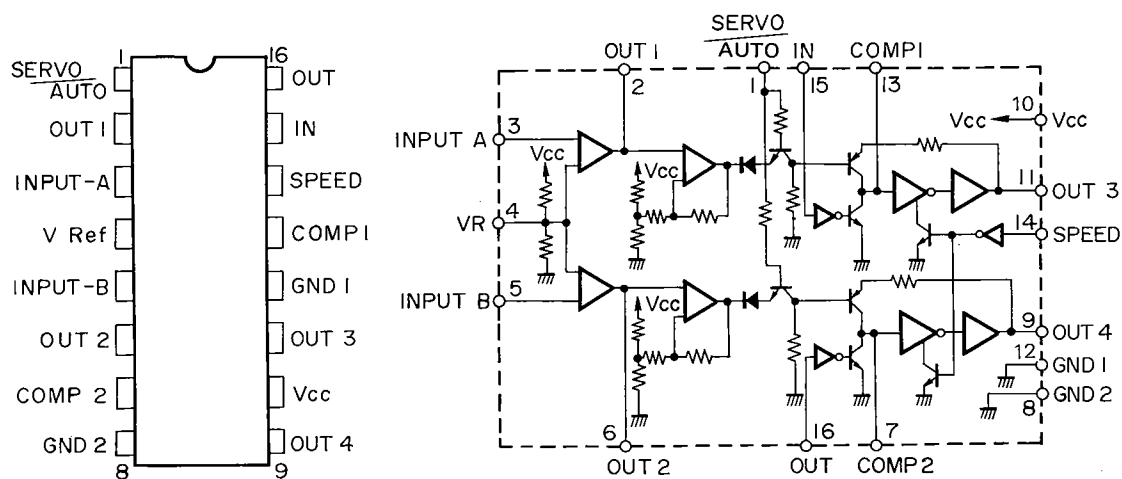 1
16
SERVO
AUTO
OUT
OUT 1
IN
INPUT-A
SPEED
V Ref
COMP1
INPUT-B
GND 1
OUT 2
OUT 3
COMP 2
Vcc
GND 2
OUT 4
8
9
SERVO
OUT 1
AUTO
IN
COMP1
2
1
15
13
10
Vcc
Vcc
INPUT A
3
Vcc
Vcc
11
OUT 3
VR
4
14
SPEED
INPUT B
5
Vcc
9
OUT 4
12
GND 1
GND 2
8
6
16
7
OUT 2
OUT
COMP2